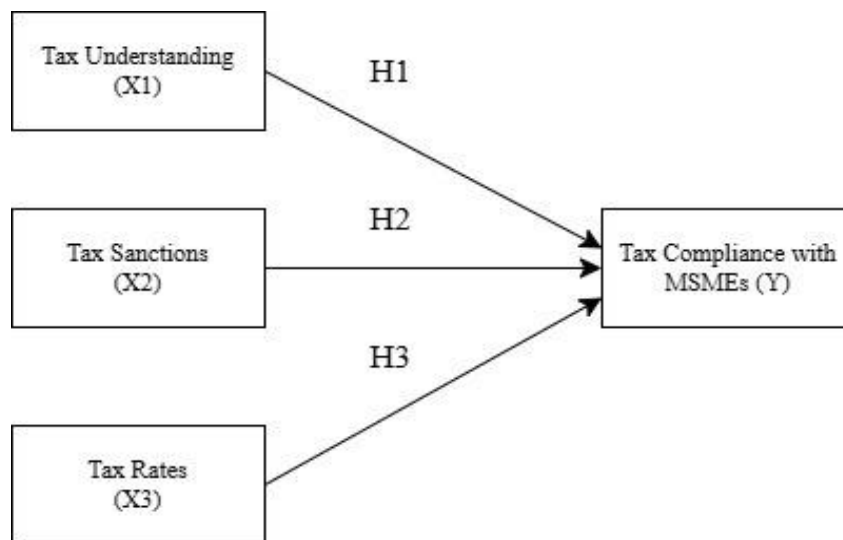 Tax Understanding
(X1)
H1
Tax Sanctions
(X2)
H2
Tax Compliance with
MSMEs (Y)
H3
Tax Rates
(X3)